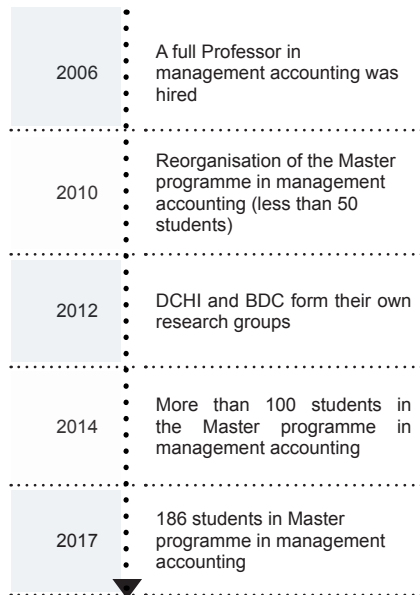 2006
A full Professor in
management accounting was
hired
2010
Reorganisation of the Master
programme in management
accounting (less than 50
students)
2012
DCHI and BDC form their own
research groups
2014
More than 100 students in
the Master programme in
management accounting
2017
186 students in Master
programme in management
accounting